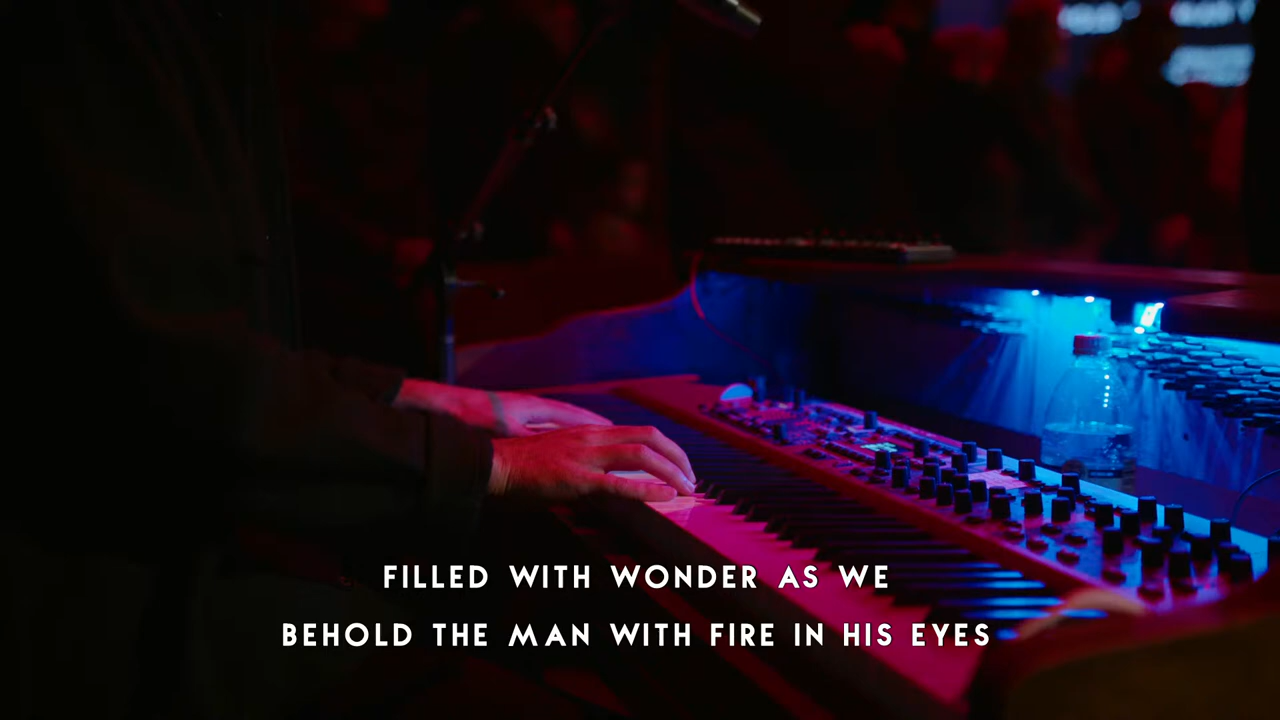 FILLED WITH WONDER AS WE
BEHOLD THE MAN WITH FIRE IN HIS EYES